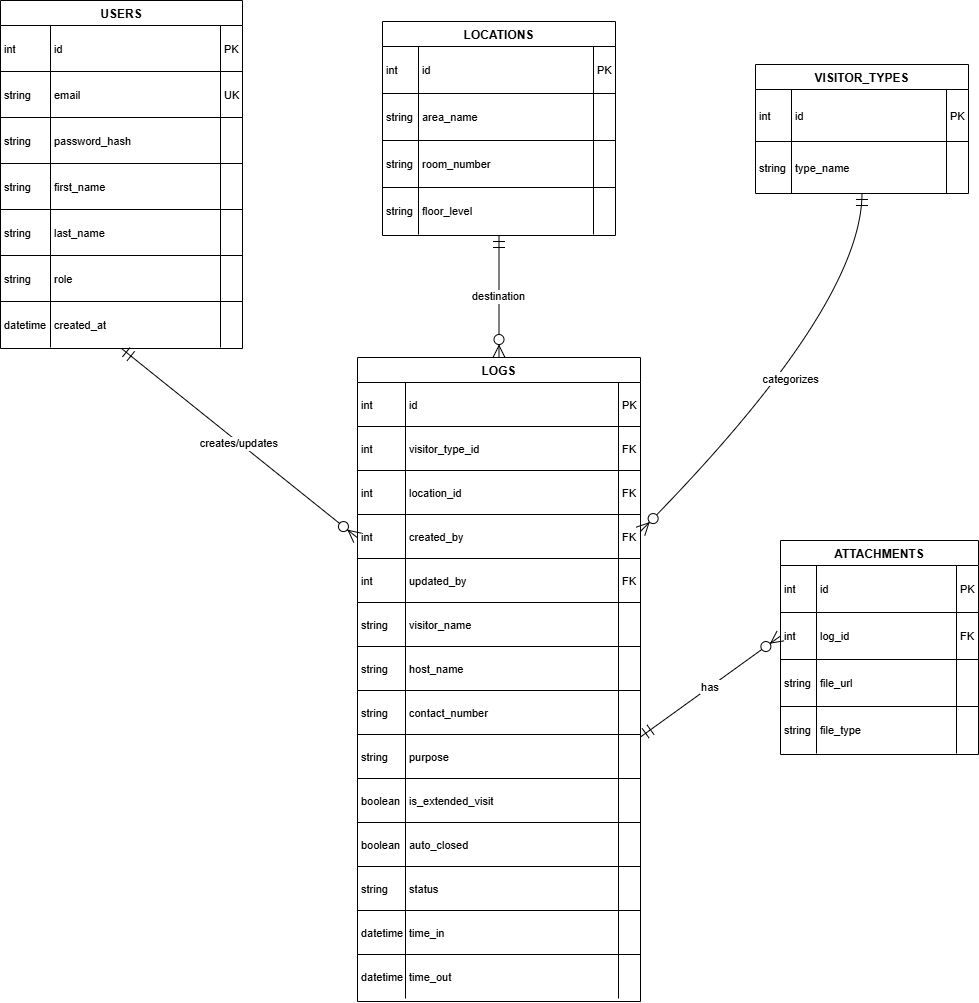 USERS
int id PK
string email UK
string password_hash
string first_name
string last_name
string role
datetime created_at
LOCATIONS
int id PK
string area_name
string room_number
string floor_level
VISITOR_TYPES
int id PK
string type_name
destination
categorizes
creates/updates
LOGS
int id PK
int visitor_type_id FK
int location_id FK
int created_by FK
int updated_by FK
string visitor_name
string host_name
string contact_number
string purpose
boolean is_extended_visit
boolean auto_closed
string status
datetime time_in
datetime time_out
has
ATTACHMENTS
int id PK
int log_id FK
string file_url
string file_type